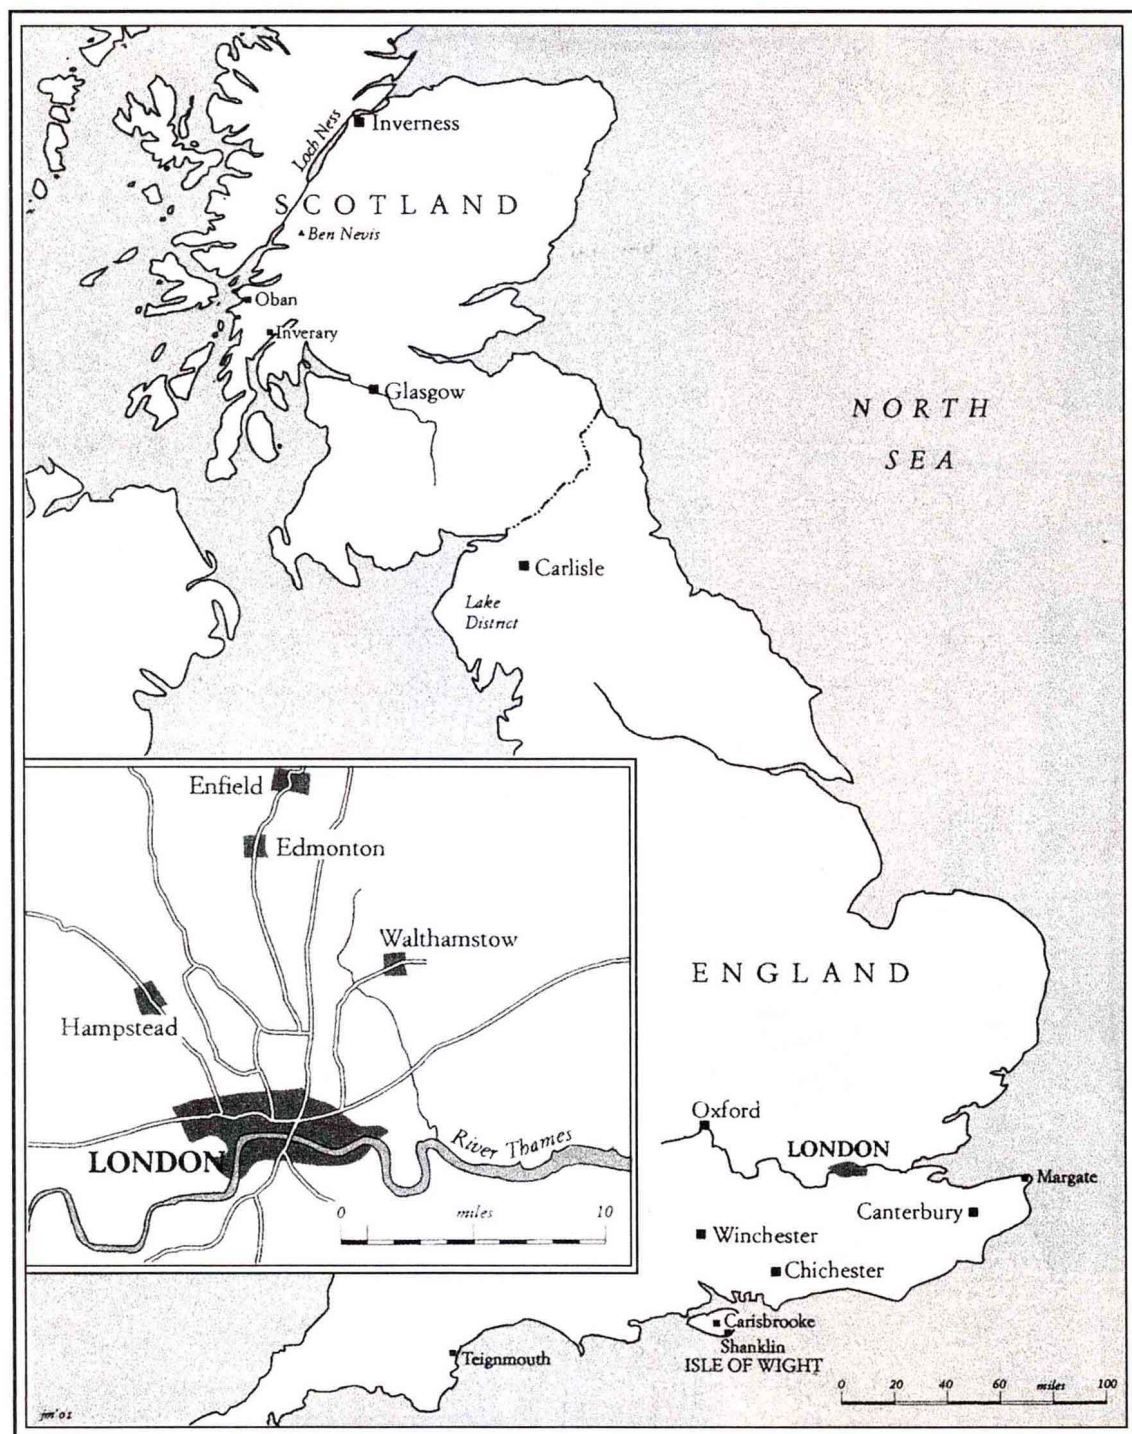 Inverness
Loch Ness
SCOTLAND
Ben Nevis
Oban
Inverary
Glasgow
NORTH
SEA
Carlisle
Lake
District
Enfield
Edmonton
Walthamstow
Hampstead
LONDON
River Thames
0 miles 10
ENGLAND
Oxford
LONDON
Margate
Canterbury
Winchester
Chichester
Carisbrooke
Shanklin
ISLE OF WIGHT
Teignmouth
0 20 40 60 miles 100
jm'01